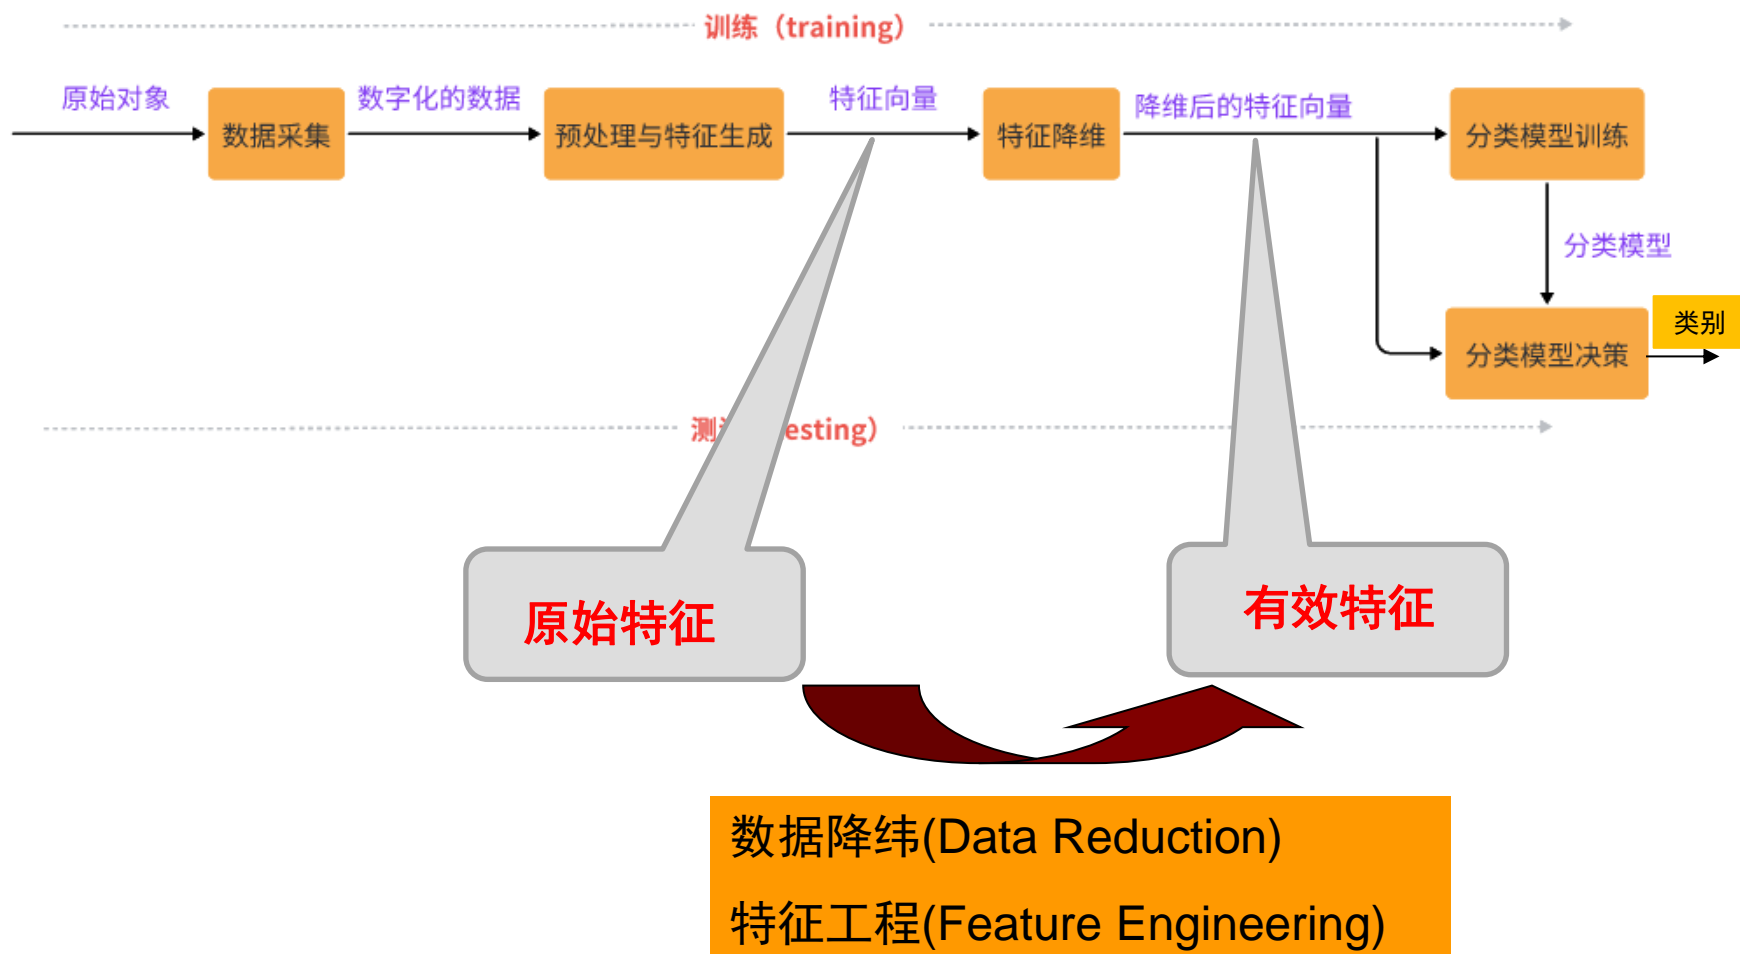 训练（training）
原始对象
数据采集
数字化的数据
预处理与特征生成
特征向量
特征降维
降维后的特征向量
分类模型训练
分类模型
类别
分类模型决策
测 esting）
原始特征
有效特征
数据降纬(Data Reduction)
特征工程(Feature Engineering)